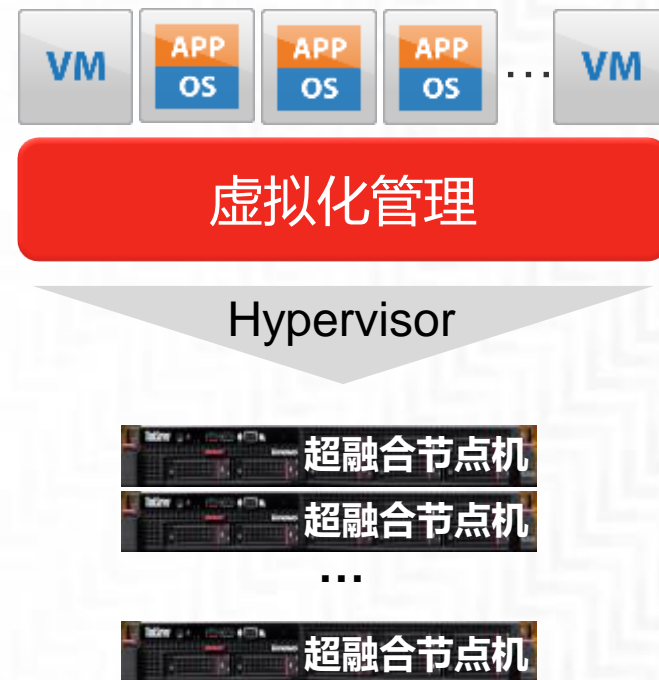 VM APP APP APP … VM
OS OS OS
虚拟化管理
Hypervisor
超融合节点机
超融合节点机
…
超融合节点机